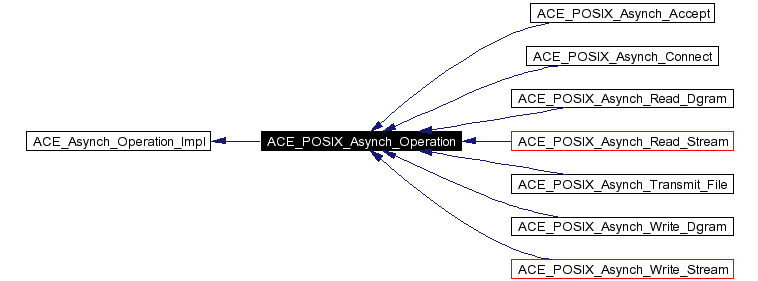 ACE_POSIX_Asynch_Accept
ACE_POSIX_Asynch_Connect
ACE_POSIX_Asynch_Read_Dgram
ACE_Asynch_Operation_Impl
ACE_POSIX_Asynch_Operation
ACE_POSIX_Asynch_Read_Stream
ACE_POSIX_Asynch_Transmit_File
ACE_POSIX_Asynch_Write_Dgram
ACE_POSIX_Asynch_Write_Stream